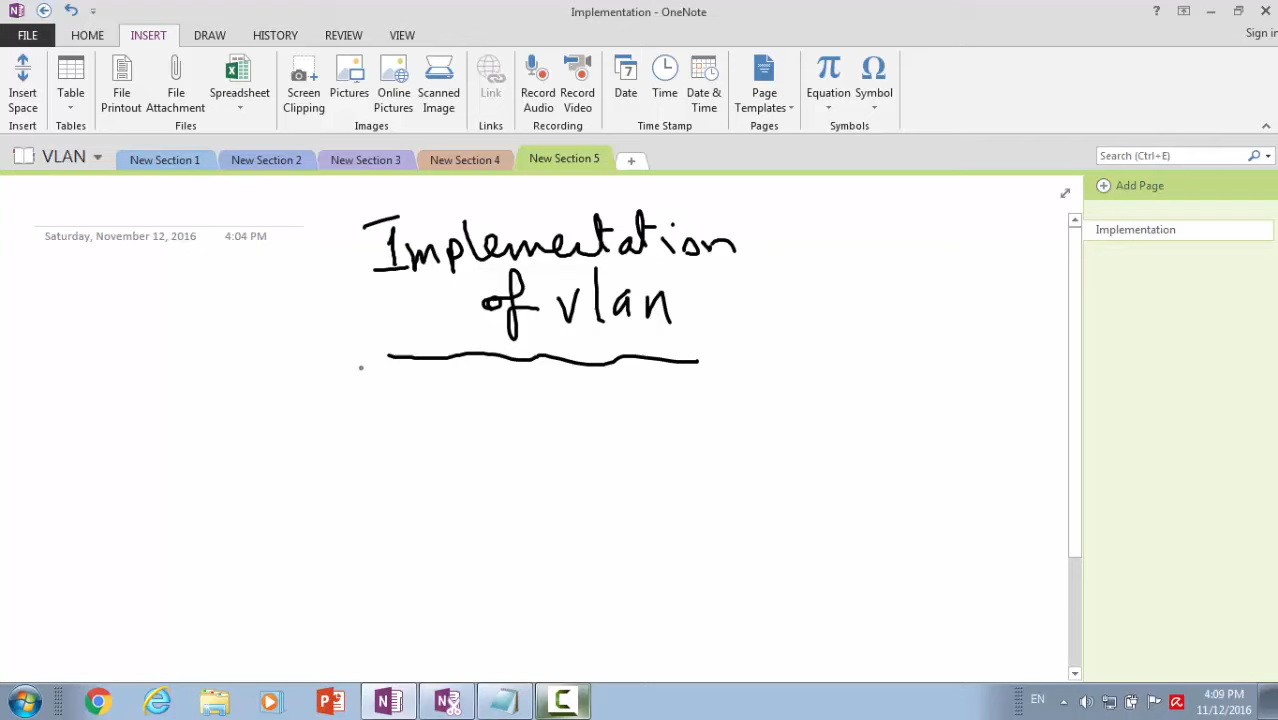 Implementation - OneNote
?
FILE HOME INSERT DRAW HISTORY REVIEW VIEW
Sign in
Insert Space
Table
File Printout
File Attachment
Spreadsheet
Screen Clipping
Pictures
Online Pictures
Scanned Image
Link
Record Audio
Record Video
Date
Time
Date & Time
Page Templates
π Equation
Ω Symbol
Insert Tables Files Images Links Recording Time Stamp Pages Symbols
VLAN New Section 1 New Section 2 New Section 3 New Section 4 New Section 5 +
Search (Ctrl+E)
Add Page
Implementation
Saturday, November 12, 2016 4:04 PM
Implementation
of vlan
EN
4:09 PM
11/12/2016